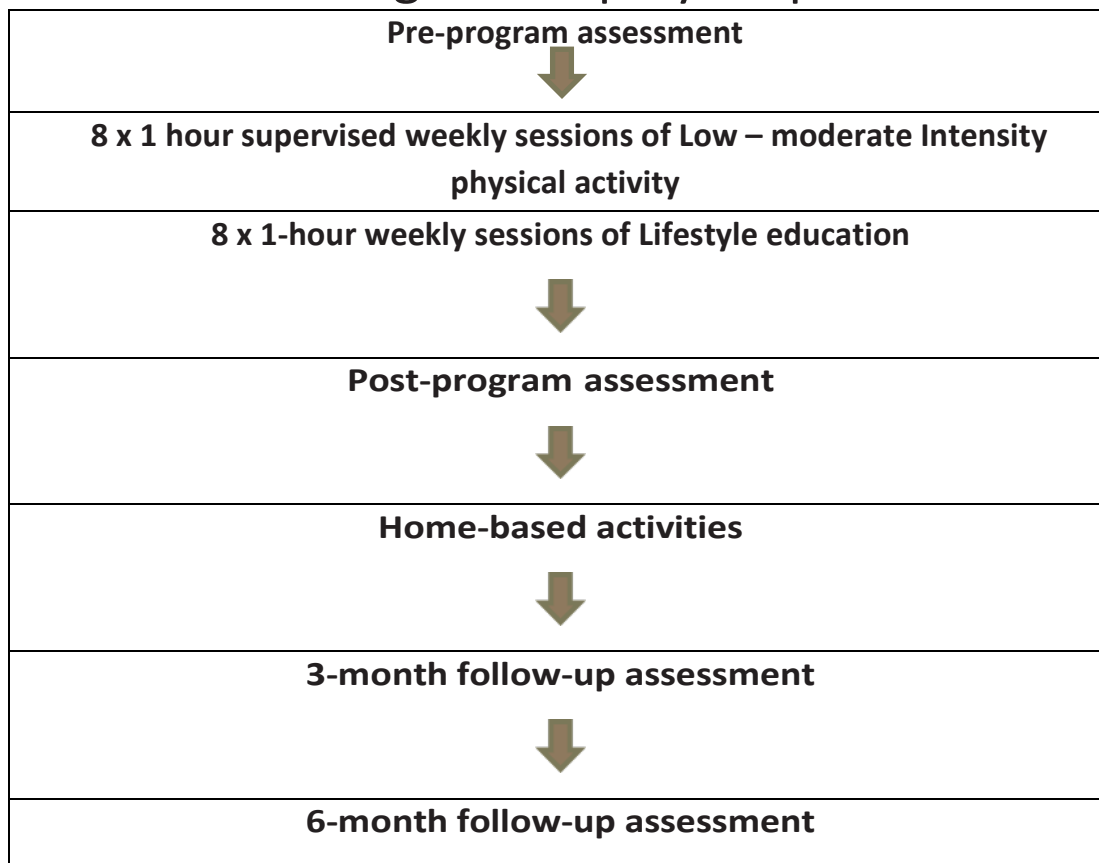 Pre-program assessment
8 x 1 hour supervised weekly sessions of Low – moderate Intensity
physical activity
8 x 1-hour weekly sessions of Lifestyle education
Post-program assessment
Home-based activities
3-month follow-up assessment
6-month follow-up assessment